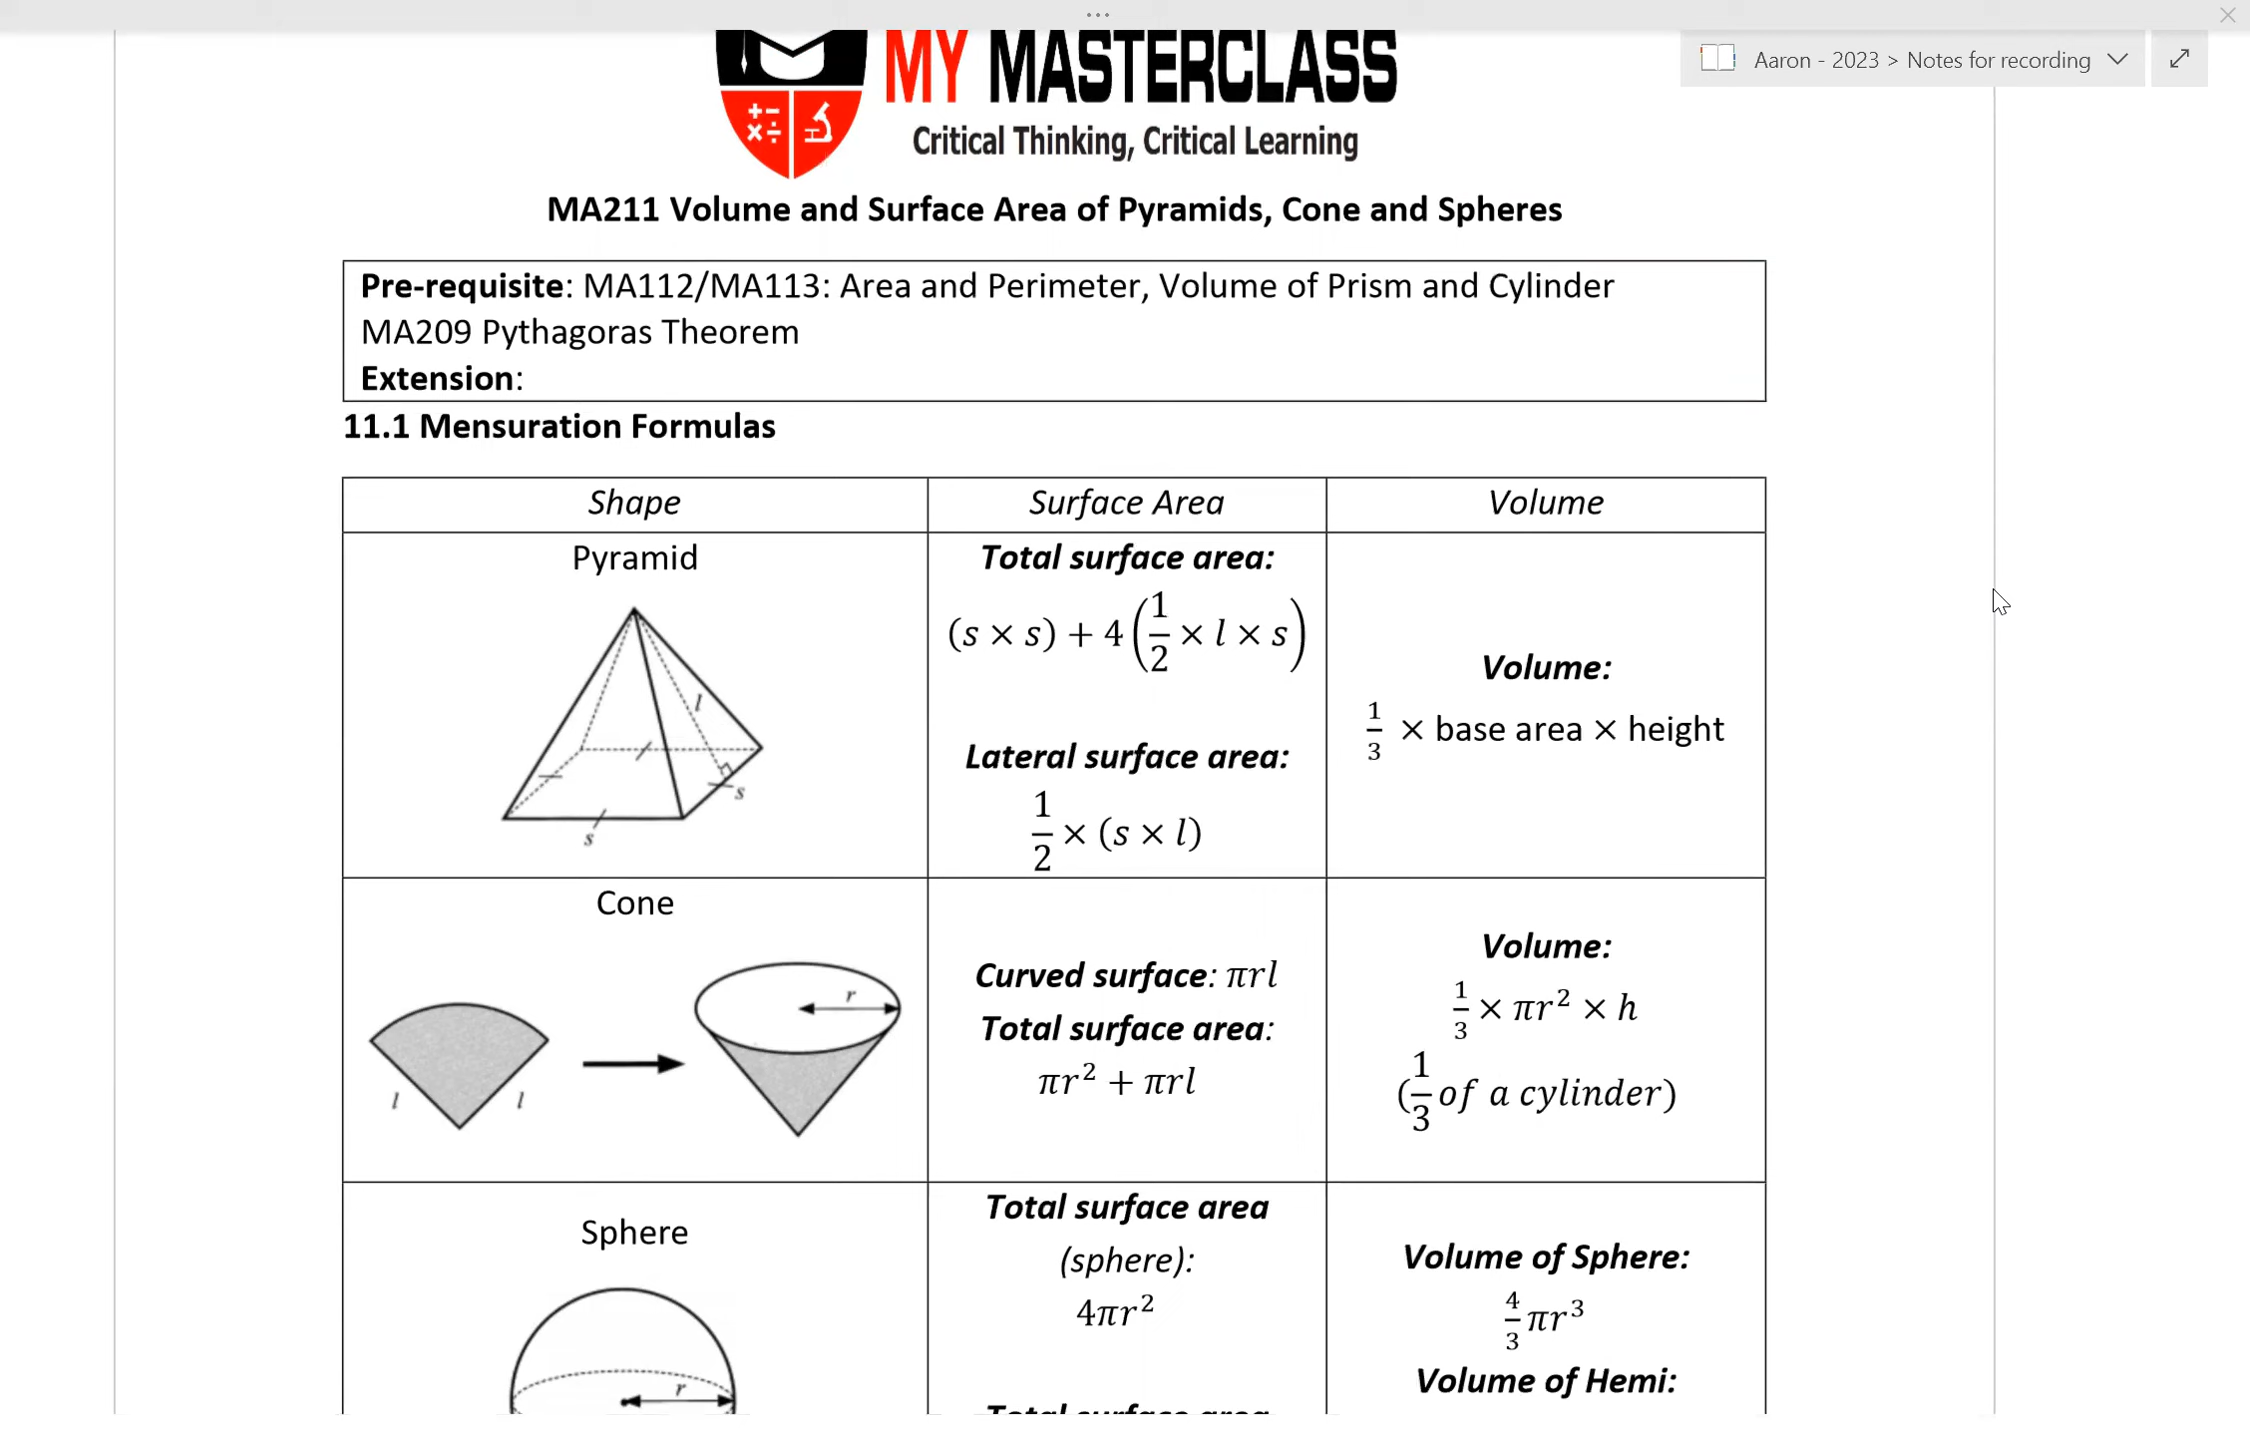 ...
Aaron - 2023 > Notes for recording
MY MASTERCLASS
+ - × ÷
Critical Thinking, Critical Learning
MA211 Volume and Surface Area of Pyramids, Cone and Spheres
Pre-requisite: MA112/MA113: Area and Perimeter, Volume of Prism and Cylinder
MA209 Pythagoras Theorem
Extension:
11.1 Mensuration Formulas
Shape
Surface Area
Volume
Pyramid
l
s
s
Total surface area:
(s × s) + 4(1/2 × l × s)
Lateral surface area:
1/2 × (s × l)
Volume:
1/3 × base area × height
Cone
l
l
r
Curved surface: πrl
Total surface area:
πr² + πrl
Volume:
1/3 × πr² × h
(1/3 of a cylinder)
Sphere
r
Total surface area
(sphere):
4πr²
Total surface area
Volume of Sphere:
4/3 πr³
Volume of Hemi: